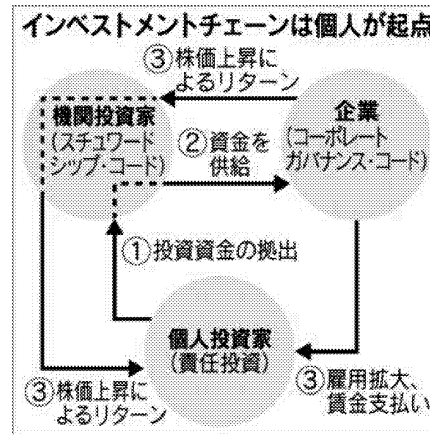 インベストメントチェーンは個人が起点
③株価上昇に
よるリターン
機関投資家
(スチュワード
シップ・コード)
企業
(コーポレート
ガバナンス・コード)
②資金を
供給
①投資資金の拠出
個人投資家
(責任投資)
③株価上昇に
よるリターン
③雇用拡大、
賃金支払い